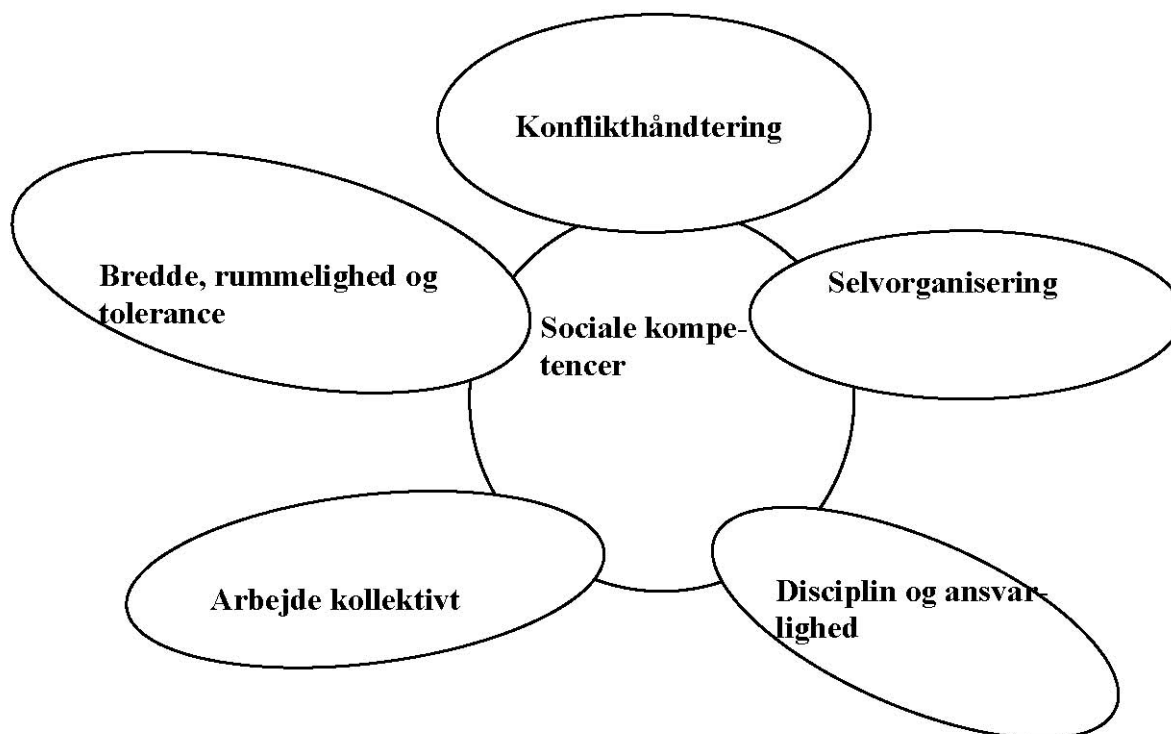 Konflikthåndtering
Bredde, rummelighed og
tolerance
Selvorganisering
Sociale kompe-
tencer
Arbejde kollektivt
Disciplin og ansvar-
lighed